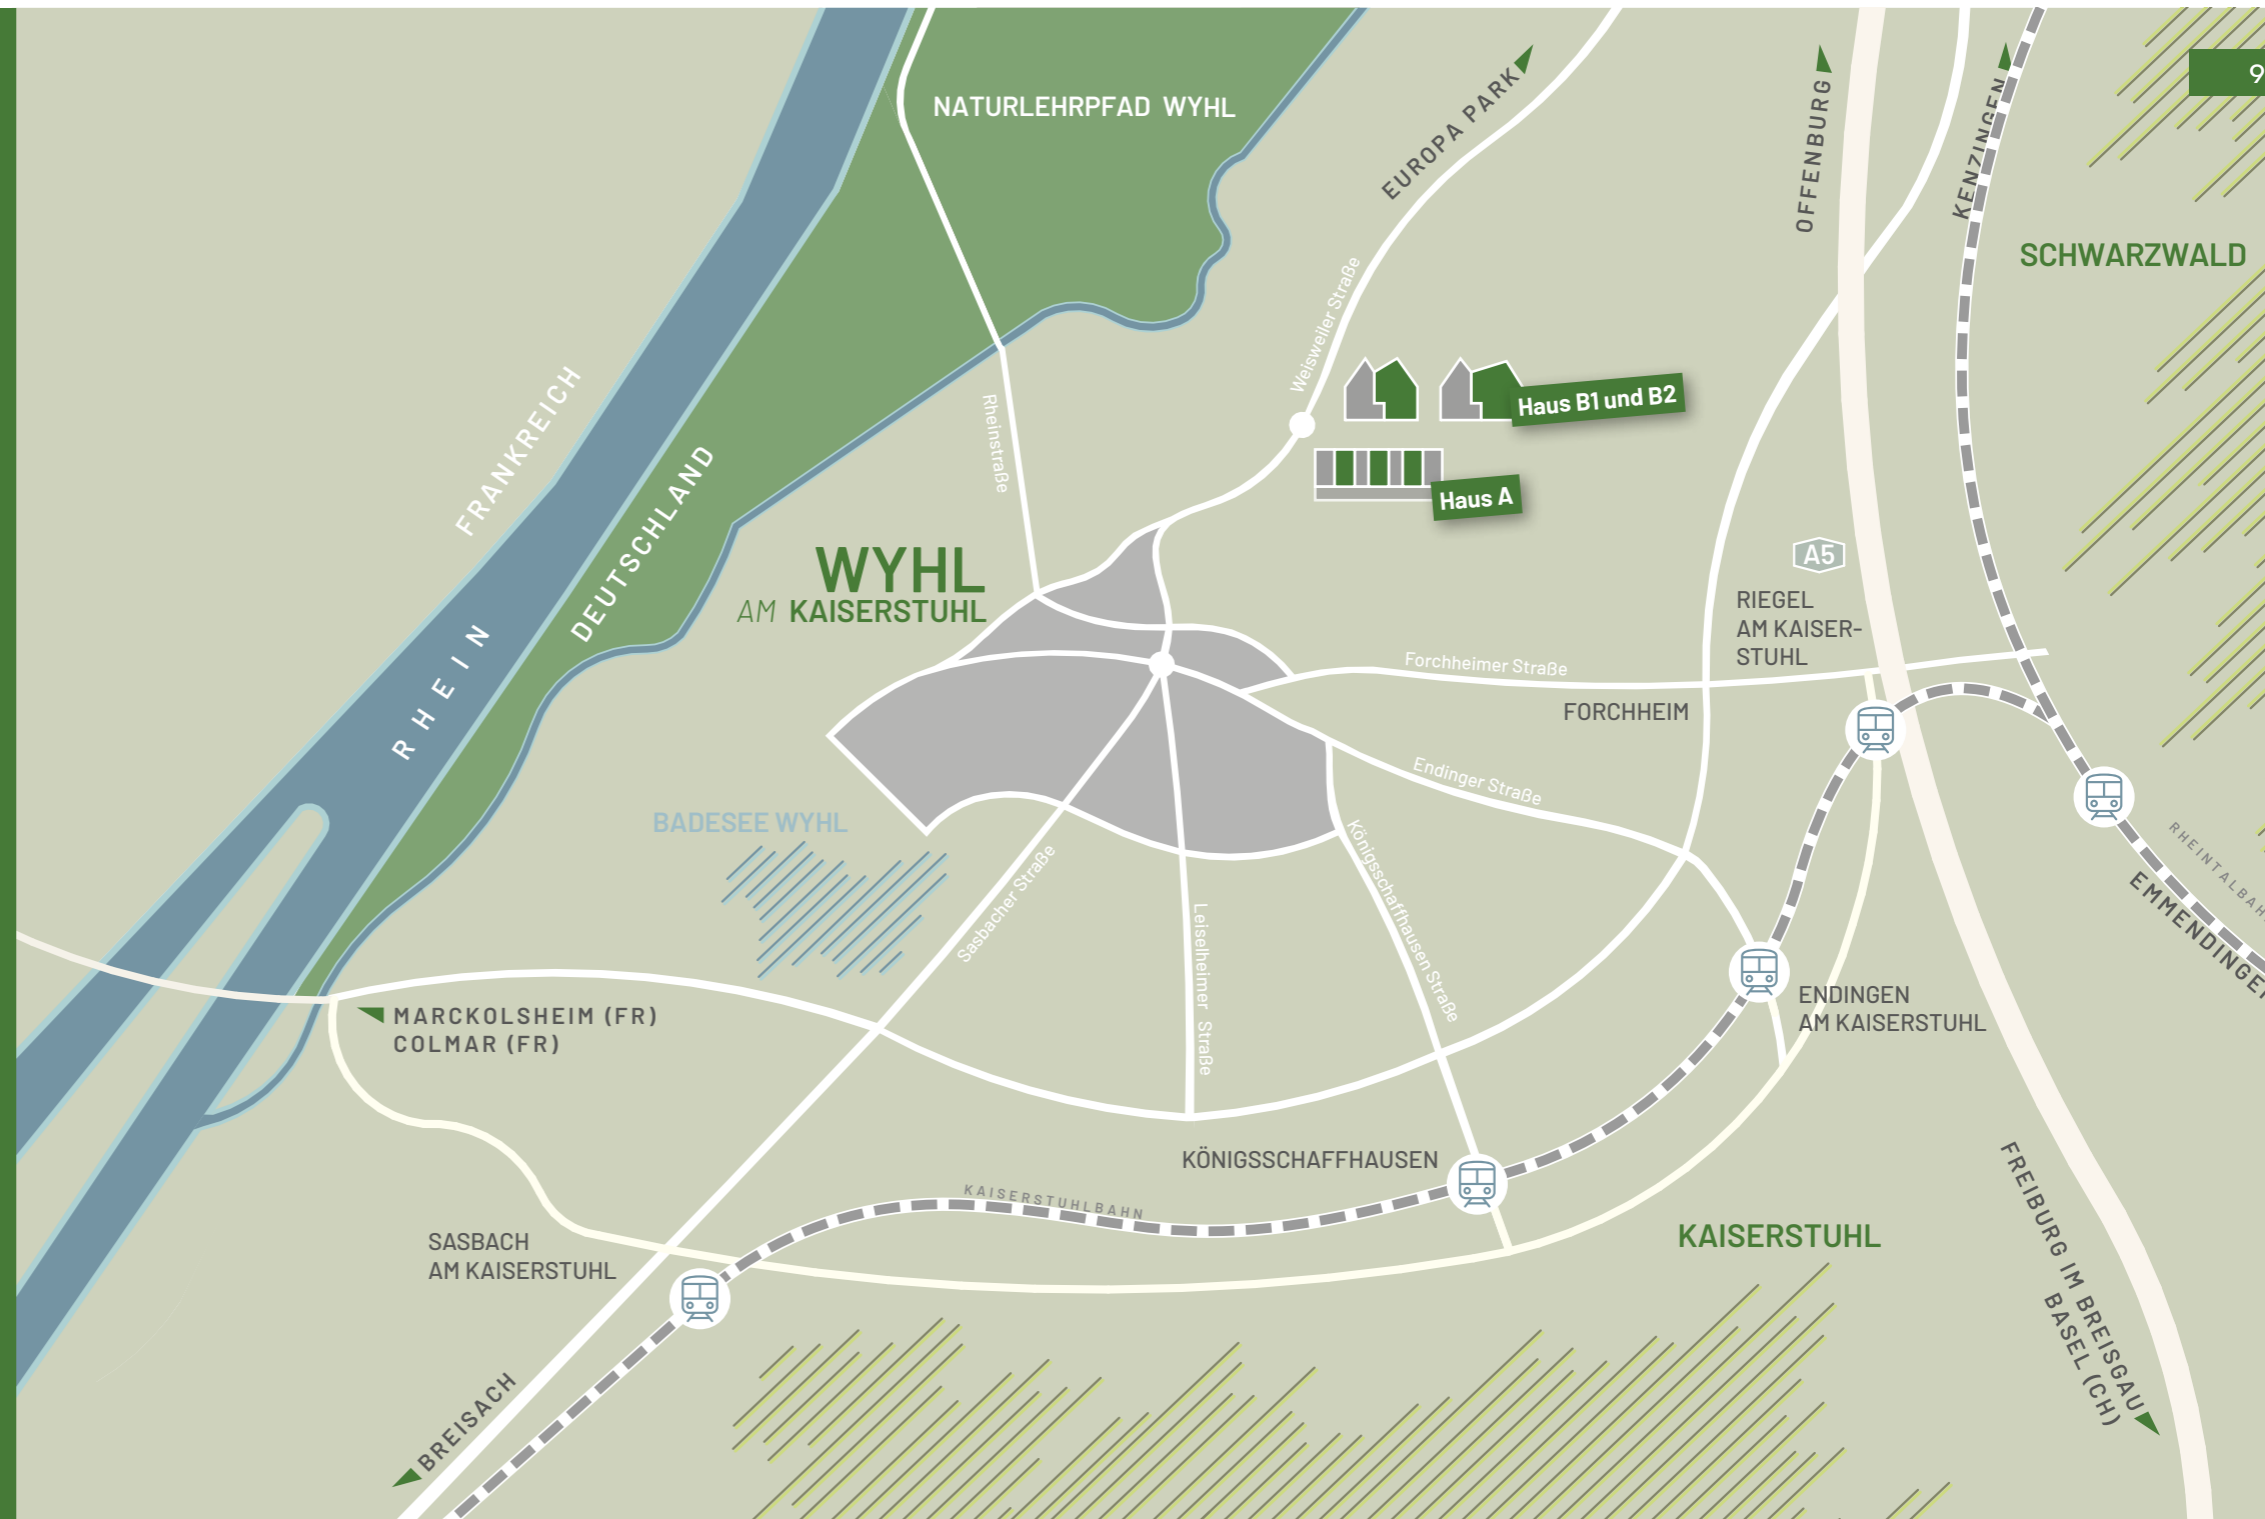 NATURLEHRPFAD WYHL
EUROPA PARK
OFFENBURG
KENZINGEN
9
SCHWARZWALD
Weisweiler Straße
FRANKREICH
DEUTSCHLAND
RHEIN
Rheinstraße
Haus B1 und B2
Haus A
WYHL
AM KAISERSTUHL
A5
RIEGEL
AM KAISER-
STUHL
Forchheimer Straße
FORCHHEIM
Endinger Straße
BADESEE WYHL
Sasbacher Straße
Leiselheimer Straße
Königsschaffhausen Straße
RHEINTALBAH
EMMENDINGEN
ENDINGEN
AM KAISERSTUHL
MARCKOLSHEIM (FR)
COLMAR (FR)
KÖNIGSSCHAFFHAUSEN
KAISERSTUHLBAHN
SASBACH
AM KAISERSTUHL
KAISERSTUHL
FREIBURG IM BREISGAU
BASEL (CH)
BREISACH